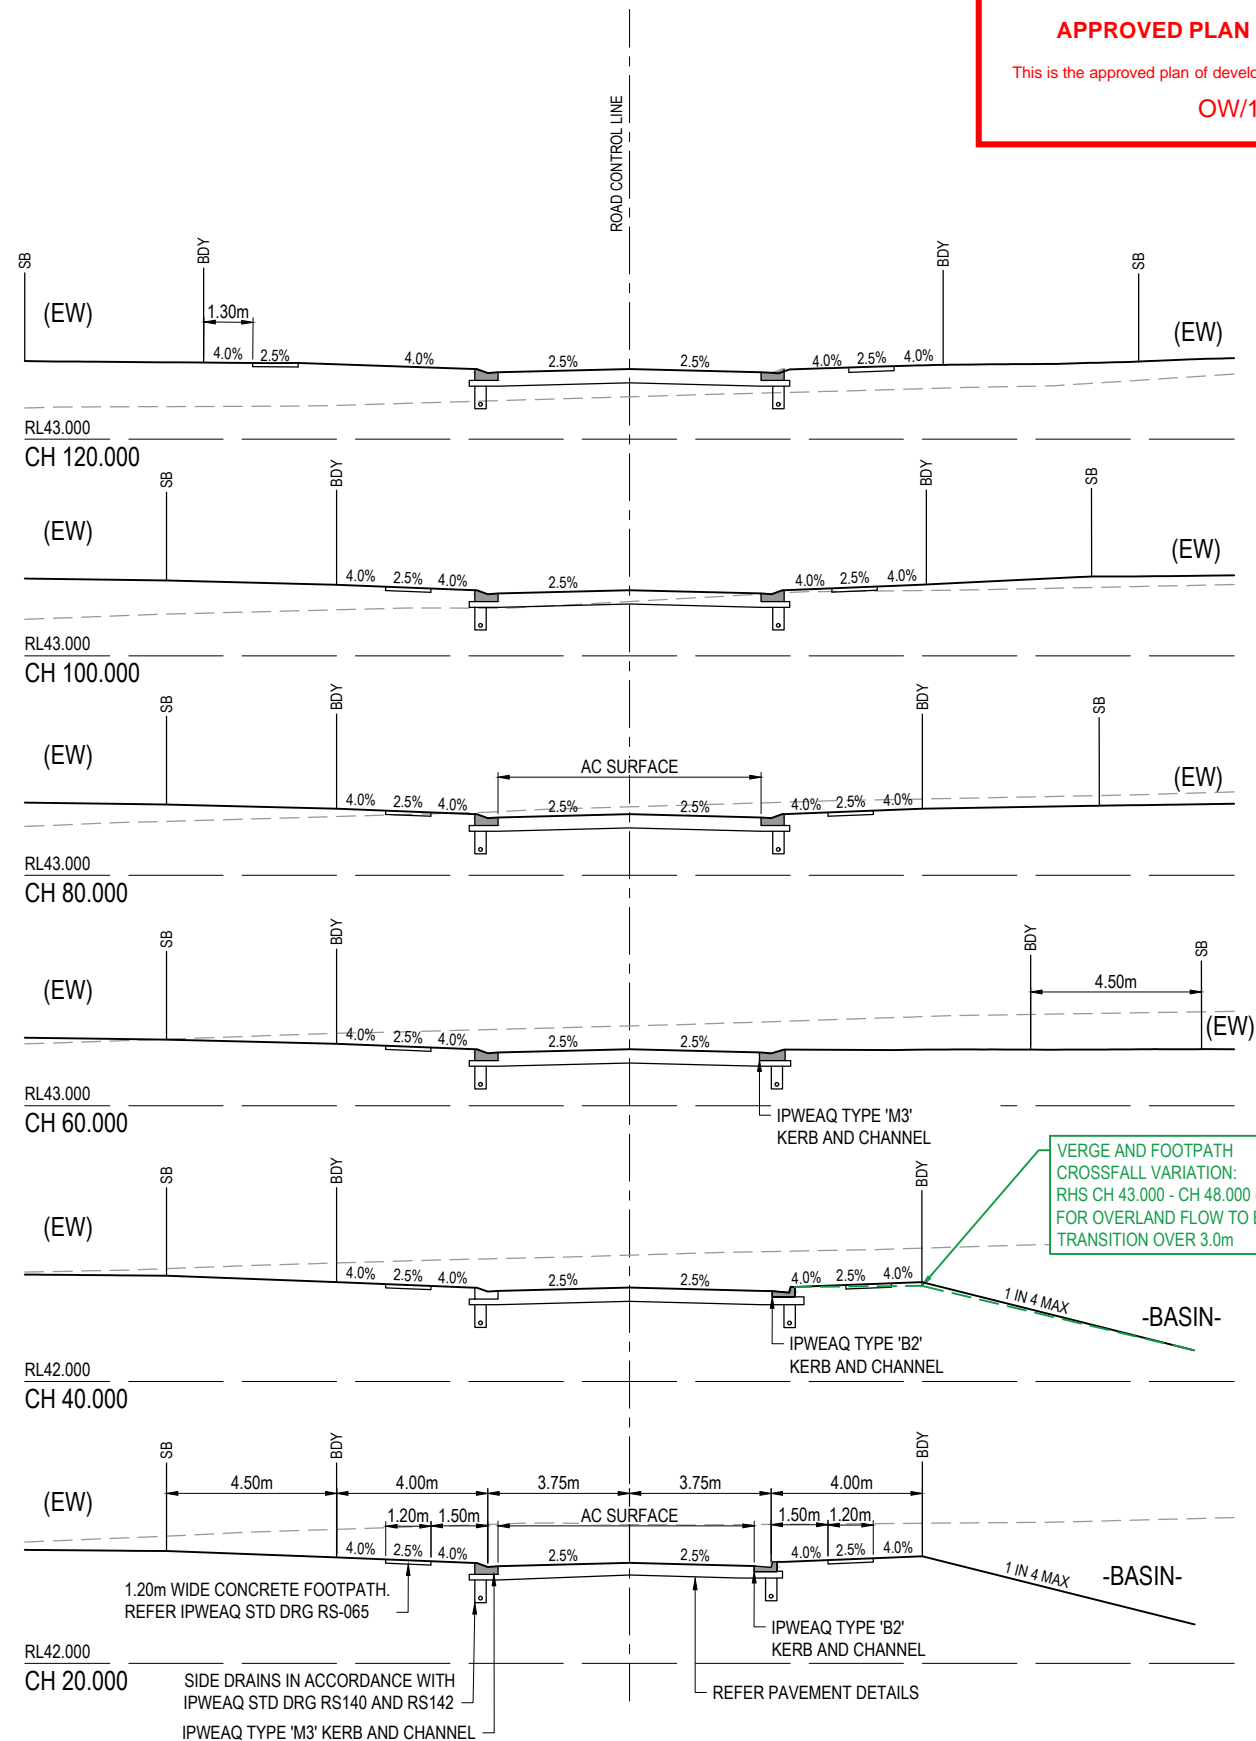 APPROVED PLAN
This is the approved plan of develo
OW/1
ROAD CONTROL LINE
SB
BDY
BDY
SB
(EW)
1.30m
(EW)
4.0% 2.5% 4.0% 2.5% 2.5% 4.0% 2.5% 4.0%
RL43.000
CH 120.000
SB
BDY
BDY
SB
(EW)
(EW)
4.0% 2.5% 4.0% 2.5% 4.0% 2.5% 4.0%
RL43.000
CH 100.000
SB
BDY
BDY
SB
(EW)
AC SURFACE
(EW)
4.0% 2.5% 4.0% 2.5% 2.5% 4.0% 2.5% 4.0%
RL43.000
CH 80.000
SB
BDY
BDY
SB
(EW)
4.50m
(EW)
4.0% 2.5% 4.0% 2.5% 2.5%
RL43.000
CH 60.000
IPWEAQ TYPE 'M3'
KERB AND CHANNEL
VERGE AND FOOTPATH
CROSSFALL VARIATION:
RHS CH 43.000 - CH 48.000
FOR OVERLAND FLOW TO
TRANSITION OVER 3.0m
SB
BDY
BDY
(EW)
4.0% 2.5% 4.0% 2.5% 2.5% 4.0% 2.5% 4.0%
1 IN 4 MAX
-BASIN-
IPWEAQ TYPE 'B2'
KERB AND CHANNEL
RL42.000
CH 40.000
SB
BDY
BDY
4.50m 4.00m 3.75m 3.75m 4.00m
(EW)
1.20m 1.50m AC SURFACE 1.50m 1.20m
4.0% 2.5% 4.0% 2.5% 2.5% 4.0% 2.5% 4.0%
1 IN 4 MAX
-BASIN-
1.20m WIDE CONCRETE FOOTPATH.
REFER IPWEAQ STD DRG RS-065
IPWEAQ TYPE 'B2'
KERB AND CHANNEL
RL42.000
CH 20.000
SIDE DRAINS IN ACCORDANCE WITH
IPWEAQ STD DRG RS140 AND RS142
REFER PAVEMENT DETAILS
IPWEAQ TYPE 'M3' KERB AND CHANNEL